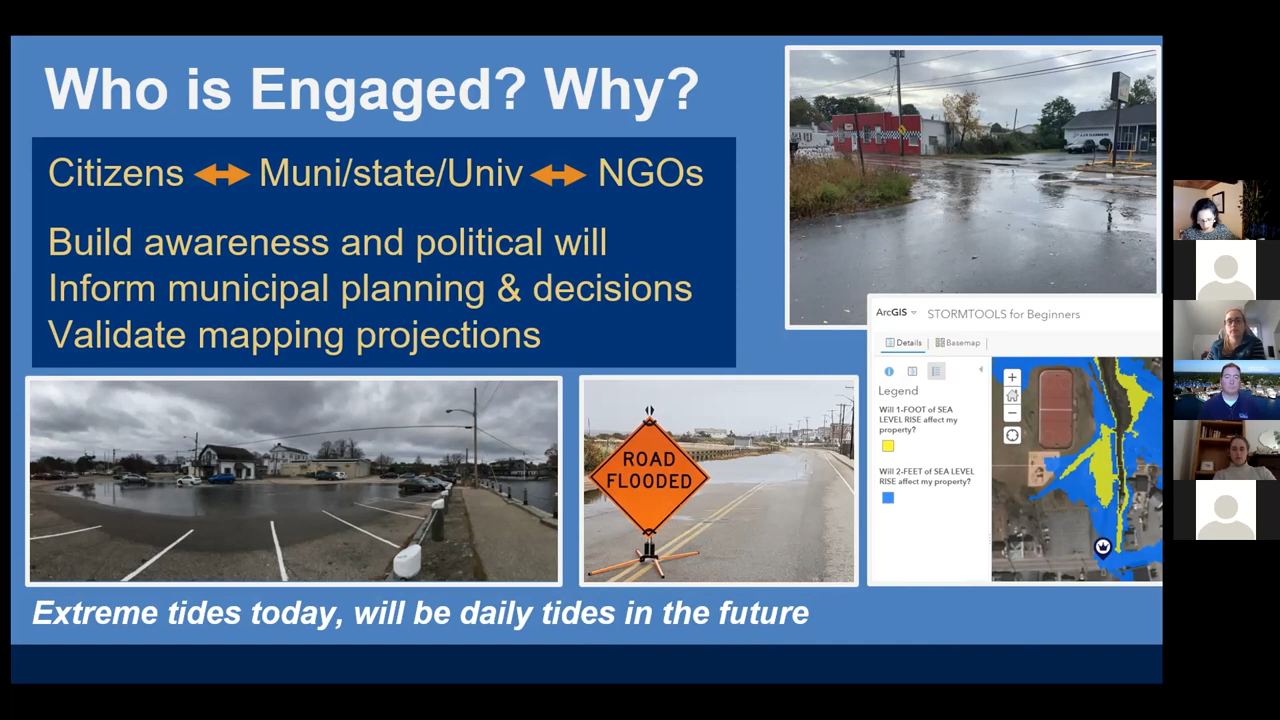 Who is Engaged? Why?
Citizens Muni/state/Univ NGOs
Build awareness and political will
Inform municipal planning & decisions
Validate mapping projections
ROAD
FLOODED
ArcGIS STORMTOOLS for Beginners
Details Basemap
Legend
Will 1-FOOT of SEA
LEVEL RISE affect my
property?
Will 2-FEET of SEA LEVEL
RISE affect my property?
Extreme tides today, will be daily tides in the future